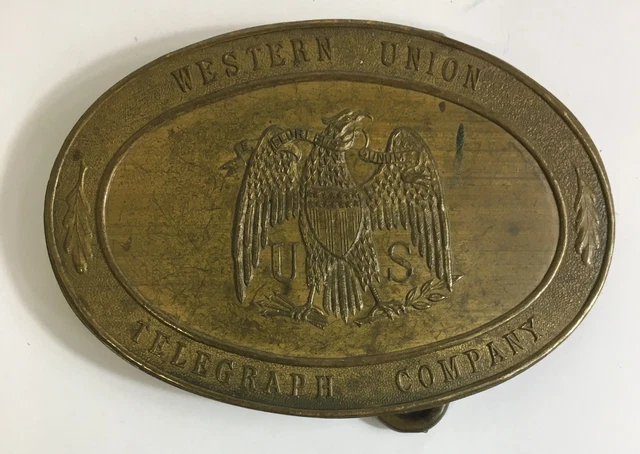 WESTERN UNION
U S
TELEGRAPH COMPANY